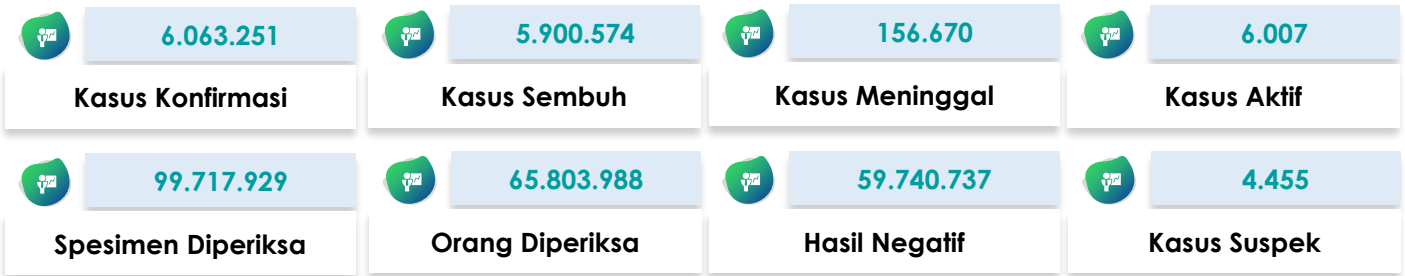 6.063.251
Kasus Konfirmasi
5.900.574
Kasus Sembuh
156.670
Kasus Meninggal
6.007
Kasus Aktif
99.717.929
Spesimen Diperiksa
65.803.988
Orang Diperiksa
59.740.737
Hasil Negatif
4.455
Kasus Suspek